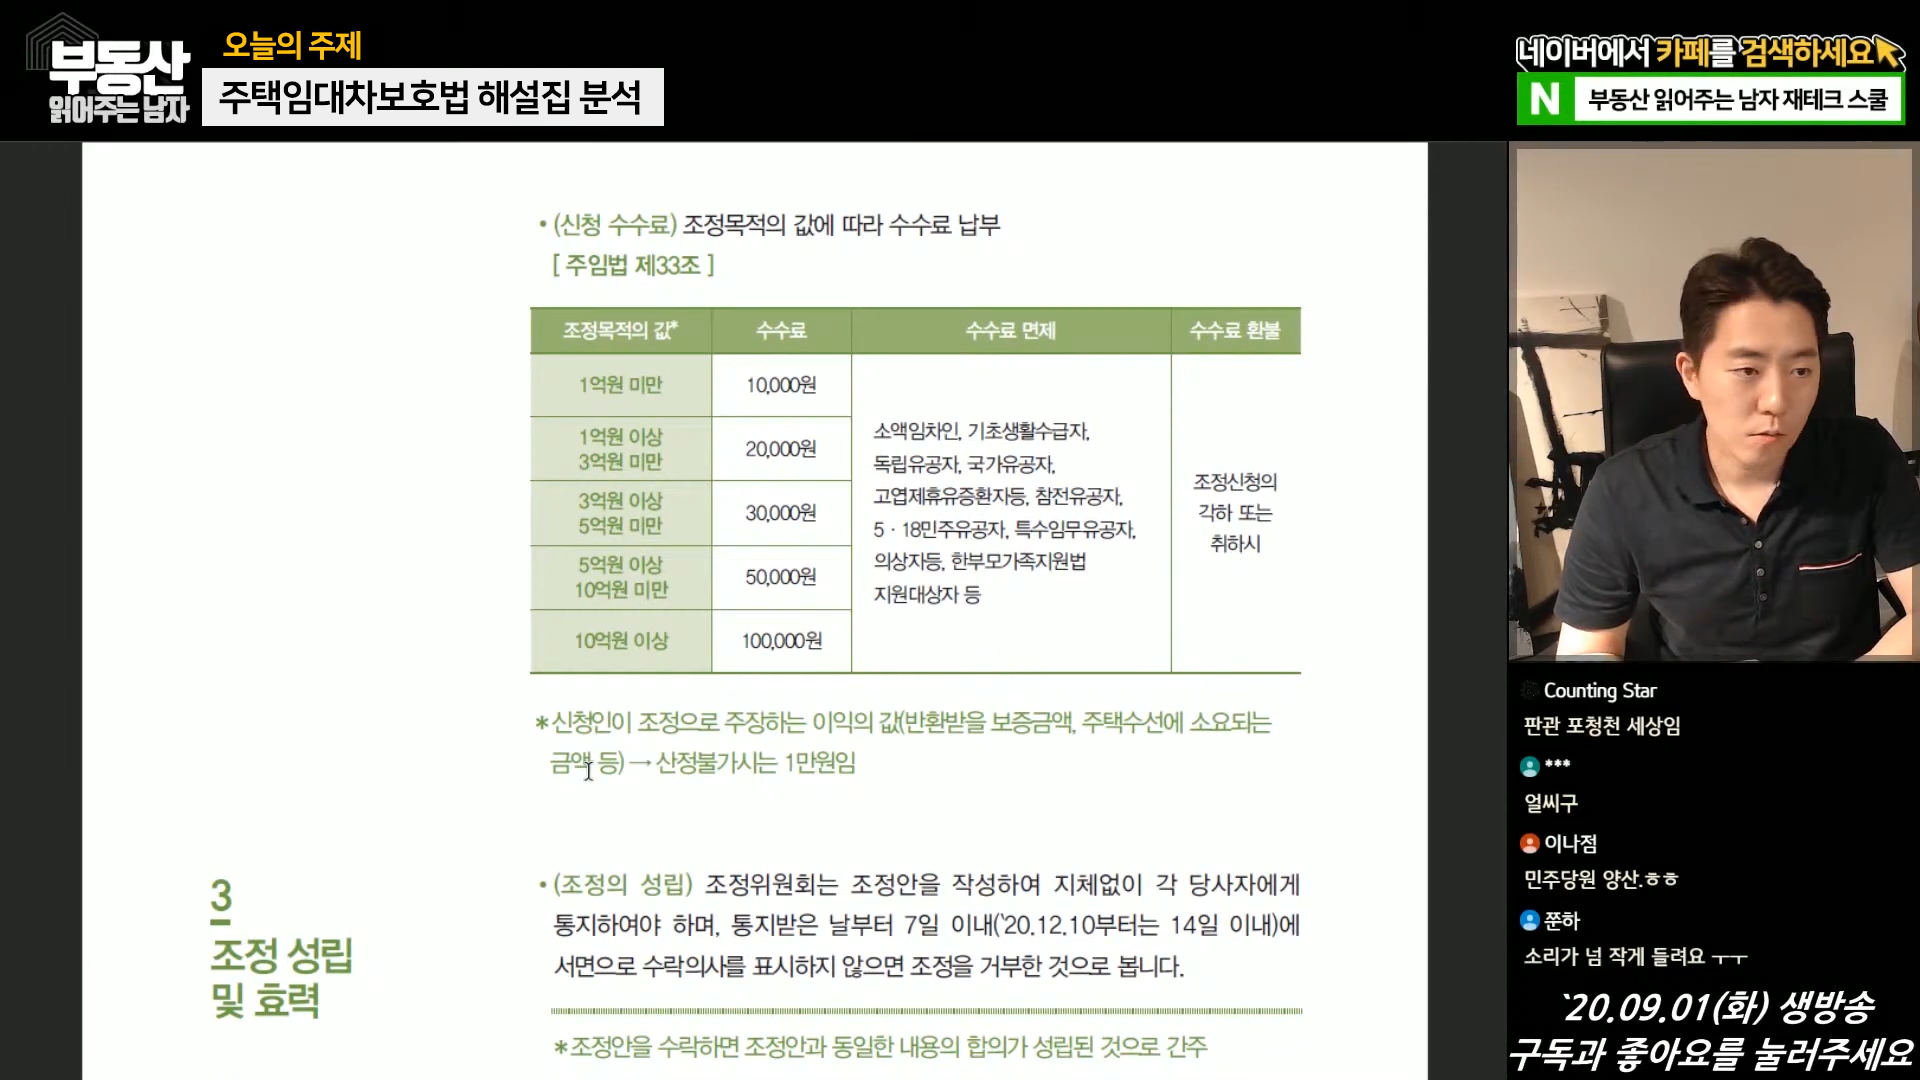 부동산
읽어주는 남자
오늘의 주제
주택임대차보호법 해설집 분석
네이버에서 카페를 검색하세요
N 부동산 읽어주는 남자 재테크 스쿨
• (신청 수수료) 조정목적의 값에 따라 수수료 납부
[ 주임법 제33조 ]
조정목적의 값* 수수료 수수료 면제 수수료 환불
1억원 미만 10,000원
1억원 이상
3억원 미만
20,000원
3억원 이상
5억원 미만
30,000원
5억원 이상
10억원 미만
50,000원
10억원 이상 100,000원
소액임차인, 기초생활수급자,
독립유공자, 국가유공자,
고엽제휴유증환자등, 참전유공자,
5 · 18민주유공자, 특수임무유공자,
의상자등, 한부모가족지원법
지원대상자 등
조정신청의
각하 또는
취하시
*신청인이 조정으로 주장하는 이익의 값(반환받을 보증금액, 주택수선에 소요되는
금액 등) → 산정불가시는 1만원임
3
조정 성립
및 효력
• (조정의 성립) 조정위원회는 조정안을 작성하여 지체없이 각 당사자에게
통지하여야 하며, 통지받은 날부터 7일 이내('20.12.10부터는 14일 이내)에
서면으로 수락의사를 표시하지 않으면 조정을 거부한 것으로 봅니다.
*조정안을 수락하면 조정안과 동일한 내용의 합의가 성립된 것으로 간주
Counting Star
판관 포청천 세상임
***
얼씨구
이나점
민주당원 양산.ㅎㅎ
쭌하
소리가 넘 작게 들려요 ㅜㅜ
`20.09.01(화) 생방송
구독과 좋아요를 눌러주세요